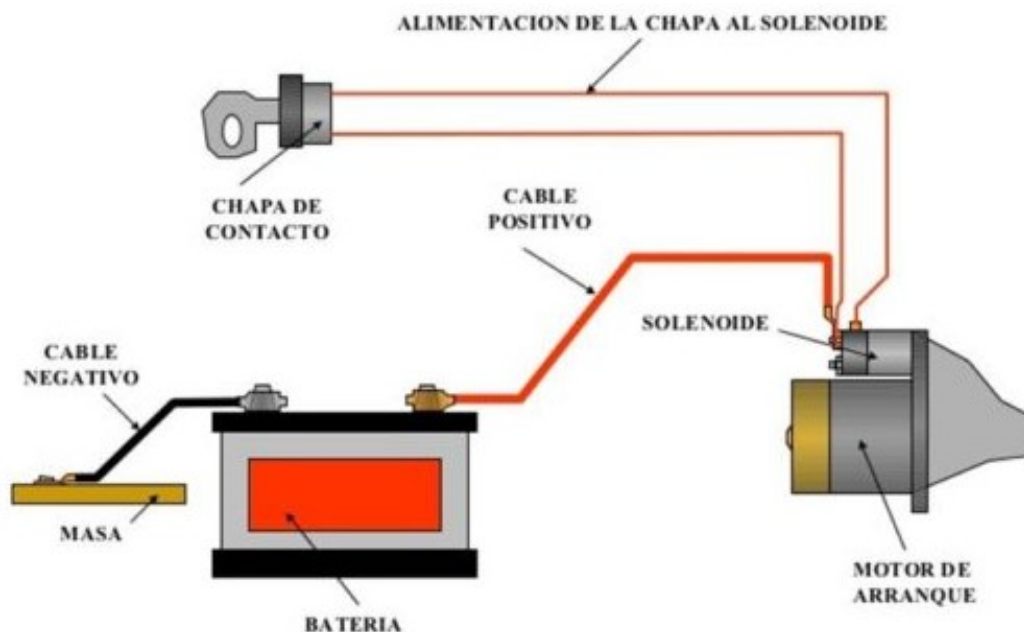 ALIMENTACION DE LA CHAPA AL SOLENOIDE
CHAPA DE
CONTACTO
CABLE
POSITIVO
SOLENOIDE
CABLE
NEGATIVO
MASA
BATERIA
MOTOR DE
ARRANQUE